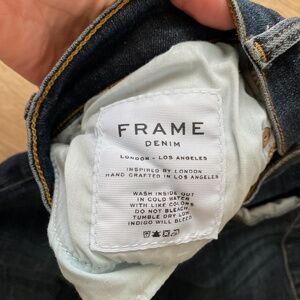 FRAME
DENIM
LONDON - LOS ANGELES
INSPIRED BY LONDON
HAND CRAFTED IN LOS ANGELES
WASH INSIDE OUT
IN COLD WATER
WITH LIKE COLORS
DO NOT BLEACH
TUMBLE DRY LOW
INDIGO WILL BLEED